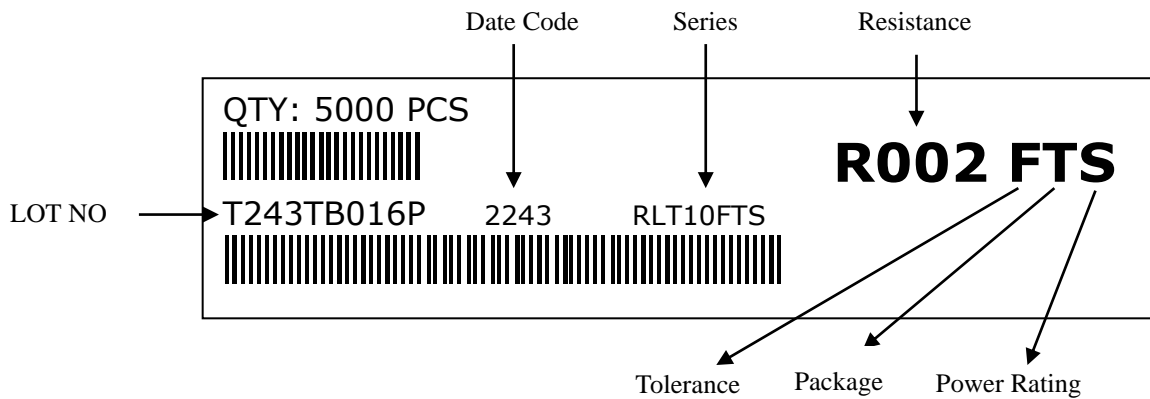 Date Code Series Resistance
QTY: 5000 PCS
R002 FTS
LOT NO T243TB016P 2243 RLT10FTS
Tolerance Package Power Rating